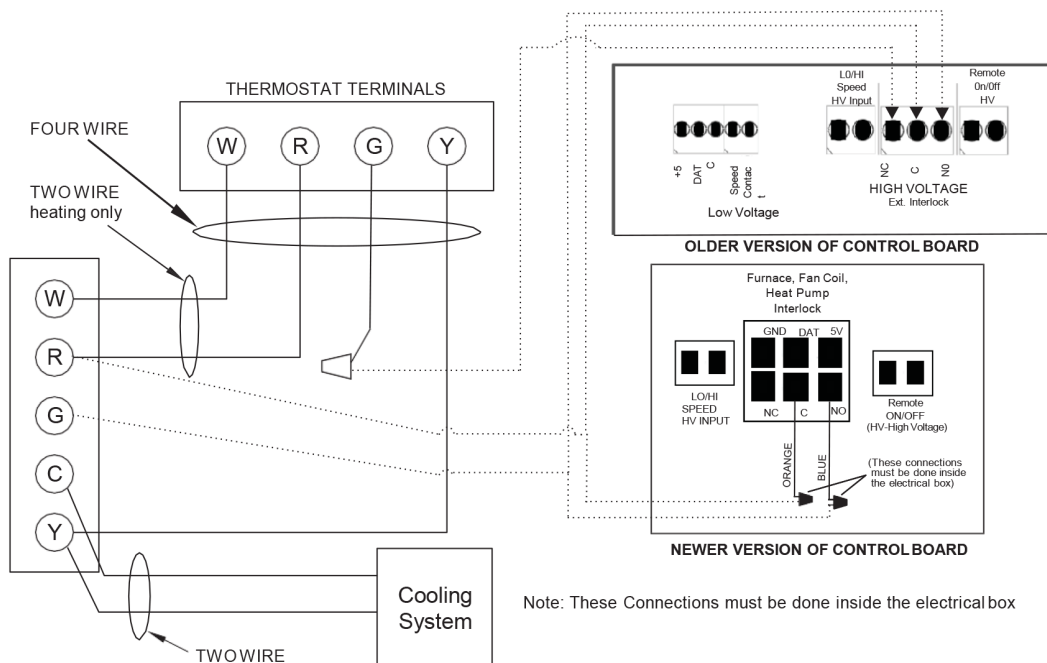 THERMOSTAT TERMINALS
FOUR WIRE
W R G Y
TWO WIRE
heating only
W
R
G
C
Y
Cooling
System
TWO WIRE
L0/HI
Speed
HV Input
Remote
0n/0ff
HV
+5
DAT
C
Speed
Contac
t
Low Voltage
NC
C
N0
HIGH VOLTAGE
Ext. Interlock
OLDER VERSION OF CONTROL BOARD
Furnace, Fan Coil,
Heat Pump
Interlock
GND DAT 5V
NC C NO
LO/HI
SPEED
HV INPUT
Remote
ON/OFF
(HV-High Voltage)
ORANGE
BLUE
(These connections
must be done inside
the electrical box)
NEWER VERSION OF CONTROL BOARD
Note: These Connections must be done inside the electrical box